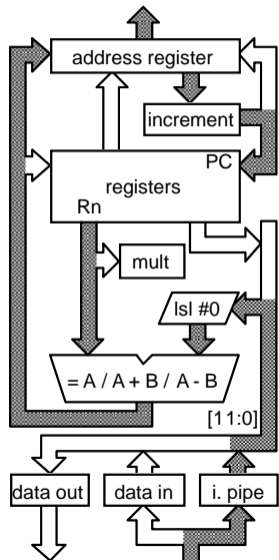 address register
increment
PC
registers
Rn
mult
lsl #0
= A / A + B / A - B
[11:0]
data out data in i. pipe